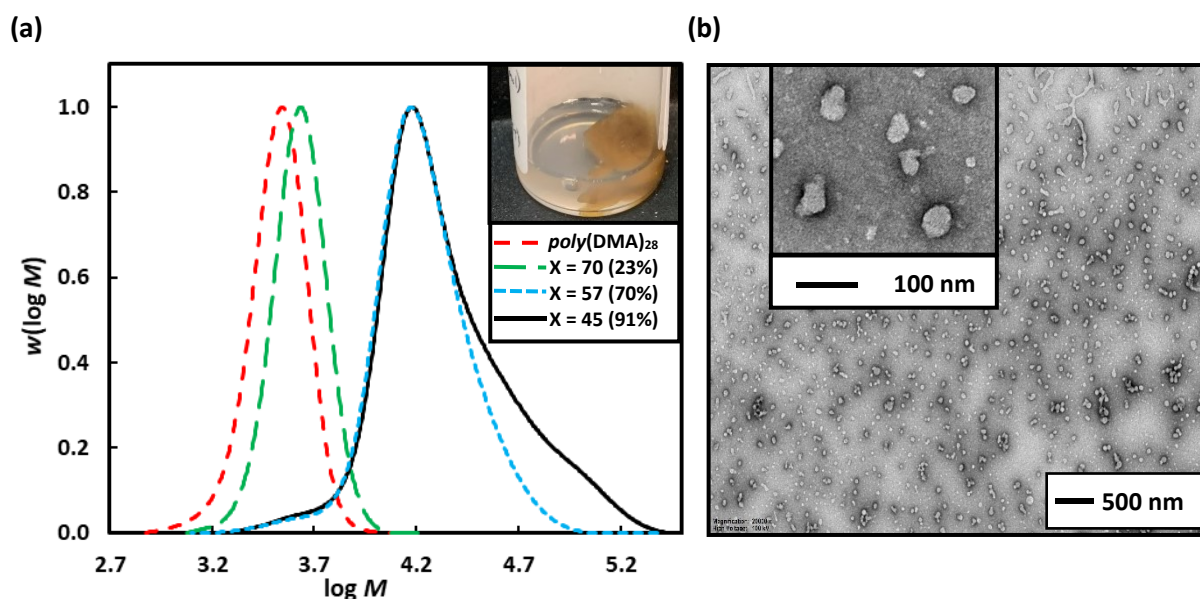 (a)
(b)
w(log M)
1.0
0.8
0.6
0.4
0.2
0.0
2.7 3.2 3.7 4.2 4.7 5.2
log M
poly(DMA)₂₈
X = 70 (23%)
X = 57 (70%)
X = 45 (91%)
100 nm
500 nm